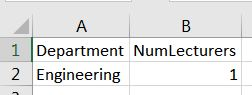 A B
1 Department NumLecturers
2 Engineering 1